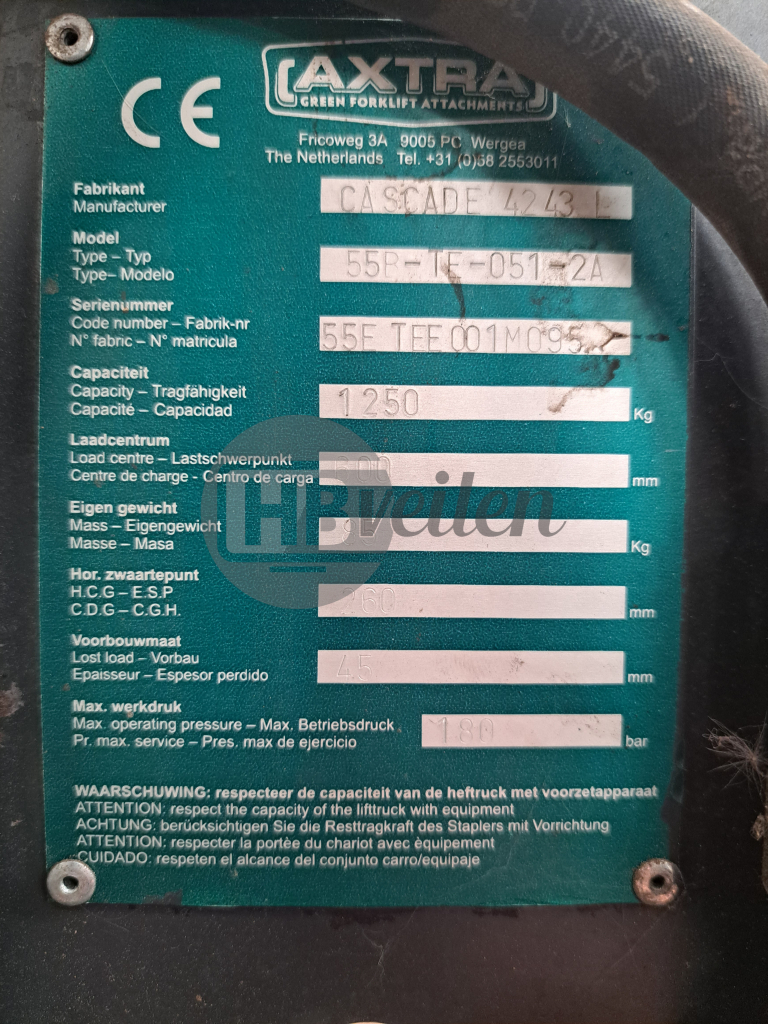 5440
CE
AXTRA
GREEN FORKLIFT ATTACHMENTS
Fricoweg 3A 9005 PC Wergea
The Netherlands Tel. +31 (0)58 2553011
Fabrikant
Manufacturer
CASCADE 4243 L
Model
Type – Typ
Type– Modelo
55B-TE-051-2A
Serienummer
Code number – Fabrik-nr
N° fabric – N° matricula
55E TEE001M095
Capaciteit
Capacity – Tragfähigkeit
Capacité – Capacidad
1250 Kg
Laadcentrum
Load centre – Lastschwerpunkt
Centre de charge - Centro de carga
600 mm
Eigen gewicht
Mass – Eigengewicht
Masse – Masa
Kg
HBveilen
Hor. zwaartepunt
H.C.G – E.S.P
C.D.G – C.G.H.
260 mm
Voorbouwmaat
Lost load – Vorbau
Epaisseur – Espesor perdido
45 mm
Max. werkdruk
Max. operating pressure – Max. Betriebsdruck
Pr. max. service – Pres. max de ejercicio
180 bar
WAARSCHUWING: respecteer de capaciteit van de heftruck met voorzetapparaat
ATTENTION: respect the capacity of the lifttruck with equipment
ACHTUNG: berücksichtigen Sie die Resttragkraft des Staplers mit Vorrichtung
ATTENTION: respecter la portèe du chariot avec èquipement
CUIDADO: respeten el alcance del conjunto carro/equipaje